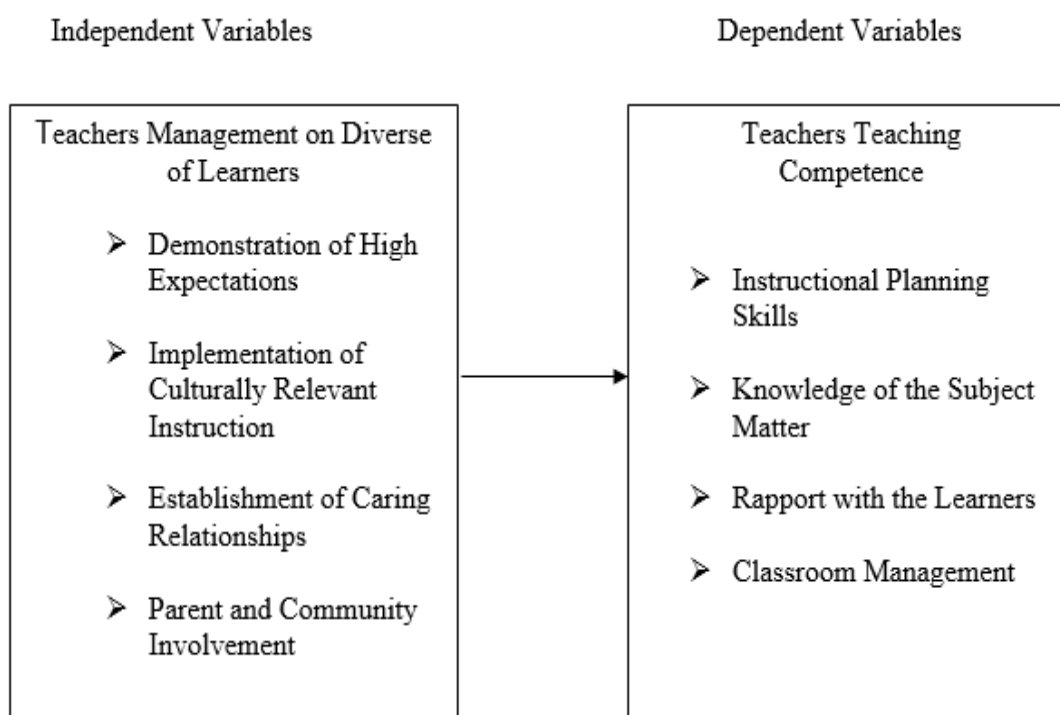 Independent Variables
Dependent Variables
Teachers Management on Diverse
of Learners
➢ Demonstration of High
Expectations
➢ Implementation of
Culturally Relevant
Instruction
➢ Establishment of Caring
Relationships
➢ Parent and Community
Involvement
Teachers Teaching
Competence
➢ Instructional Planning
Skills
➢ Knowledge of the Subject
Matter
➢ Rapport with the Learners
➢ Classroom Management